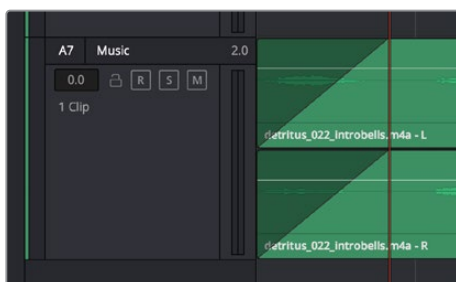 A7 Music 2.0
0.0 R S M
1 Clip
detritus_022_introbells.m4a - L
detritus_022_introbells.m4a - R